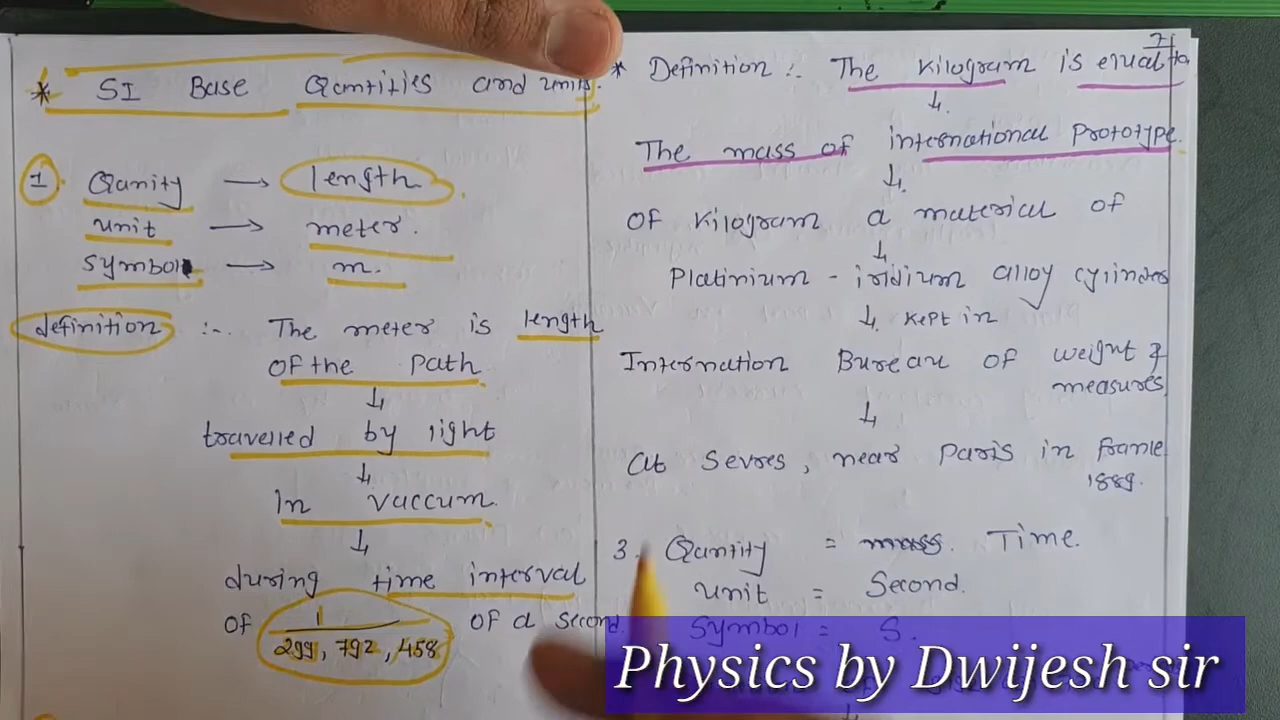 * SI Base Qantities and units.
1. Qanity → length
unit → meter.
symbol → m.
definition :-. The meter is length
of the path
↳
travelled by light
↳
In vaccum.
↳
during time interval
of 1 / 299, 792, 458 of a second.
7
* Definition :. The kilogram is equal to
↳
The mass of international Prototype.
↳
of kilogram a material of
↳
Platinium - iridium alloy cylinder
↳ Kept in
Internation Bureau of weight &
measures
↳
at Sevres, near Paris in france
1889.
3. Qantity = mass. Time.
unit = Second.
Symbol = S.
Physics by Dwijesh sir